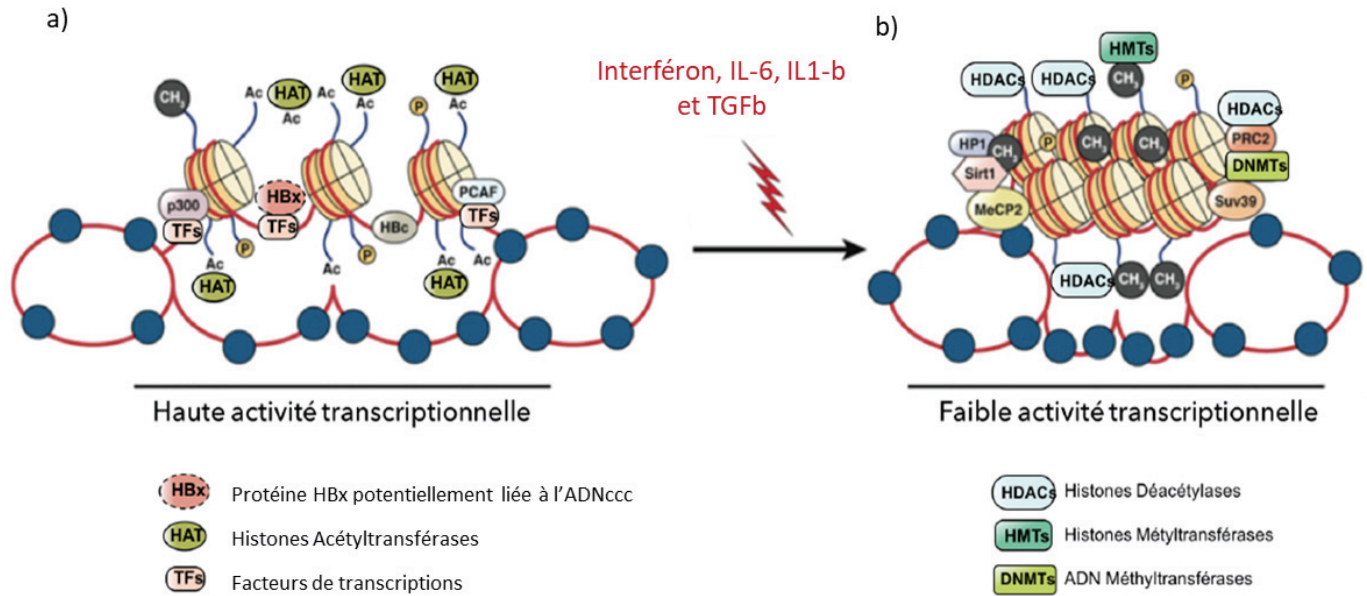 a)
b)
Interféron, IL-6, IL1-b
et TGFb
CH3
Ac
HAT
Ac
Ac
HAT
Ac
P
HAT
Ac
p300
TFs
HBx
TFs
HBc
PCAF
TFs
P
P
Ac
HAT
Ac
Ac
Ac
HAT
HMTs
CH3
HDACs
HDACs
P
HDACs
HP1
CH3
P
CH3
CH3
PRC2
Sirt1
DNMTs
MeCP2
Suv39
HDACs
CH3
CH3
Haute activité transcriptionnelle
Faible activité transcriptionnelle
HBx Protéine HBx potentiellement liée à l'ADNccc
HAT Histones Acétyltransférases
TFs Facteurs de transcriptions
HDACs Histones Déacétylases
HMTs Histones Métyltransférases
DNMTs ADN Méthyltransférases